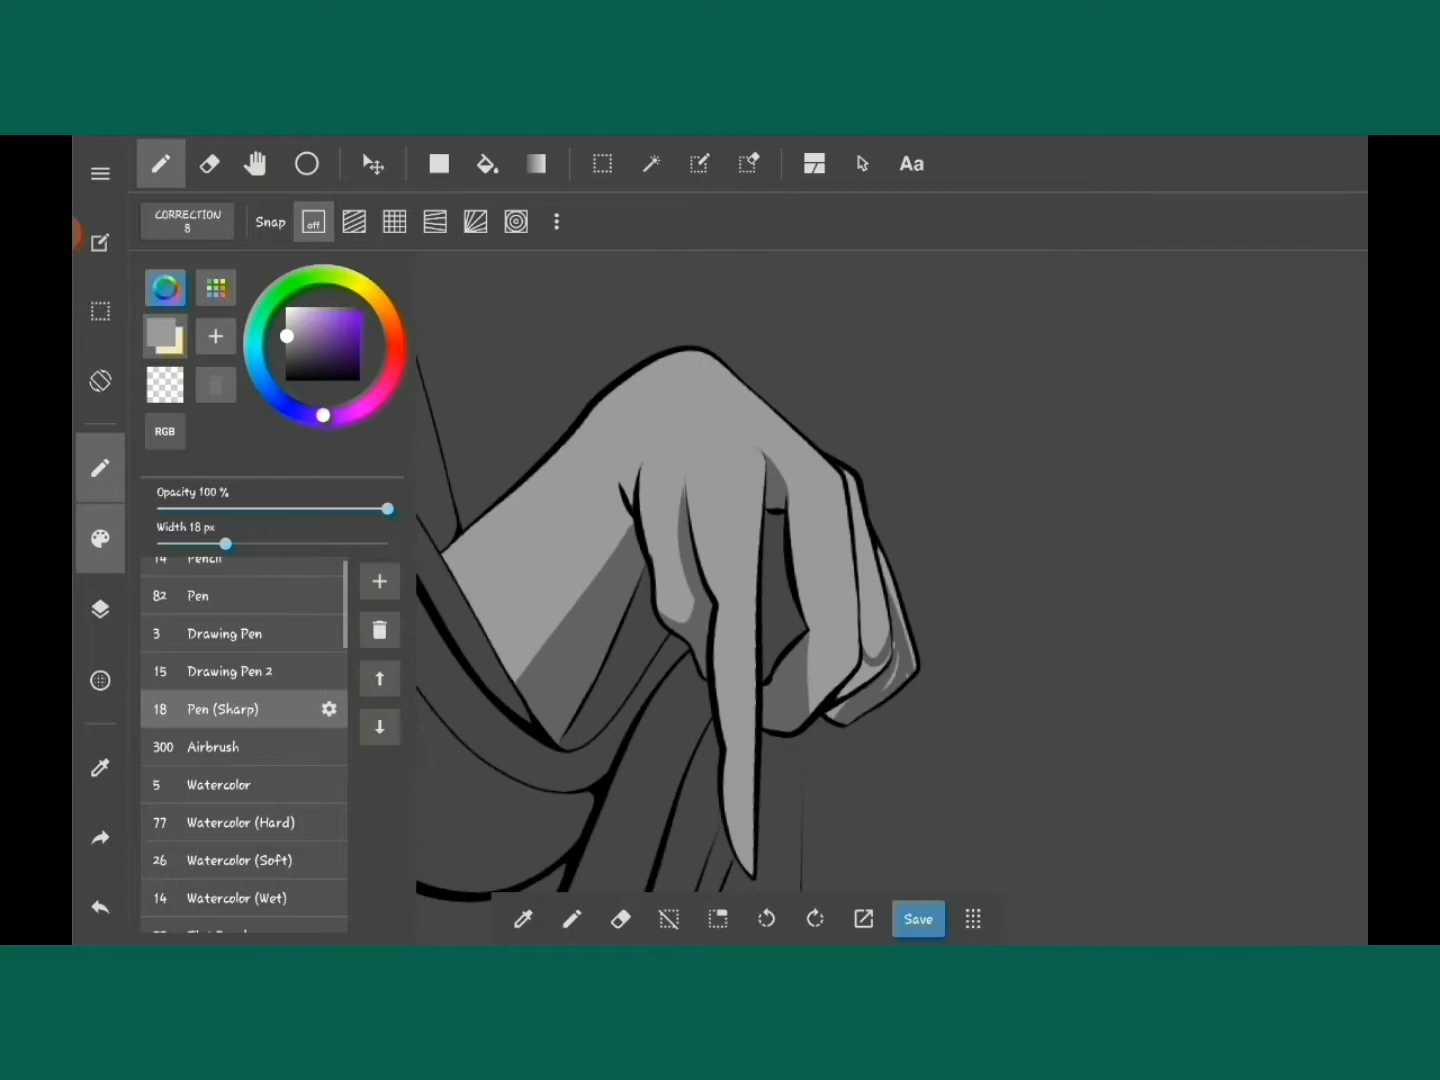 Aa
CORRECTION
8
Snap
off
RGB
Opacity 100 %
Width 18 px
14 Pencil
82 Pen
3 Drawing Pen
15 Drawing Pen 2
18 Pen (Sharp)
300 Airbrush
5 Watercolor
77 Watercolor (Hard)
26 Watercolor (Soft)
14 Watercolor (Wet)
Save